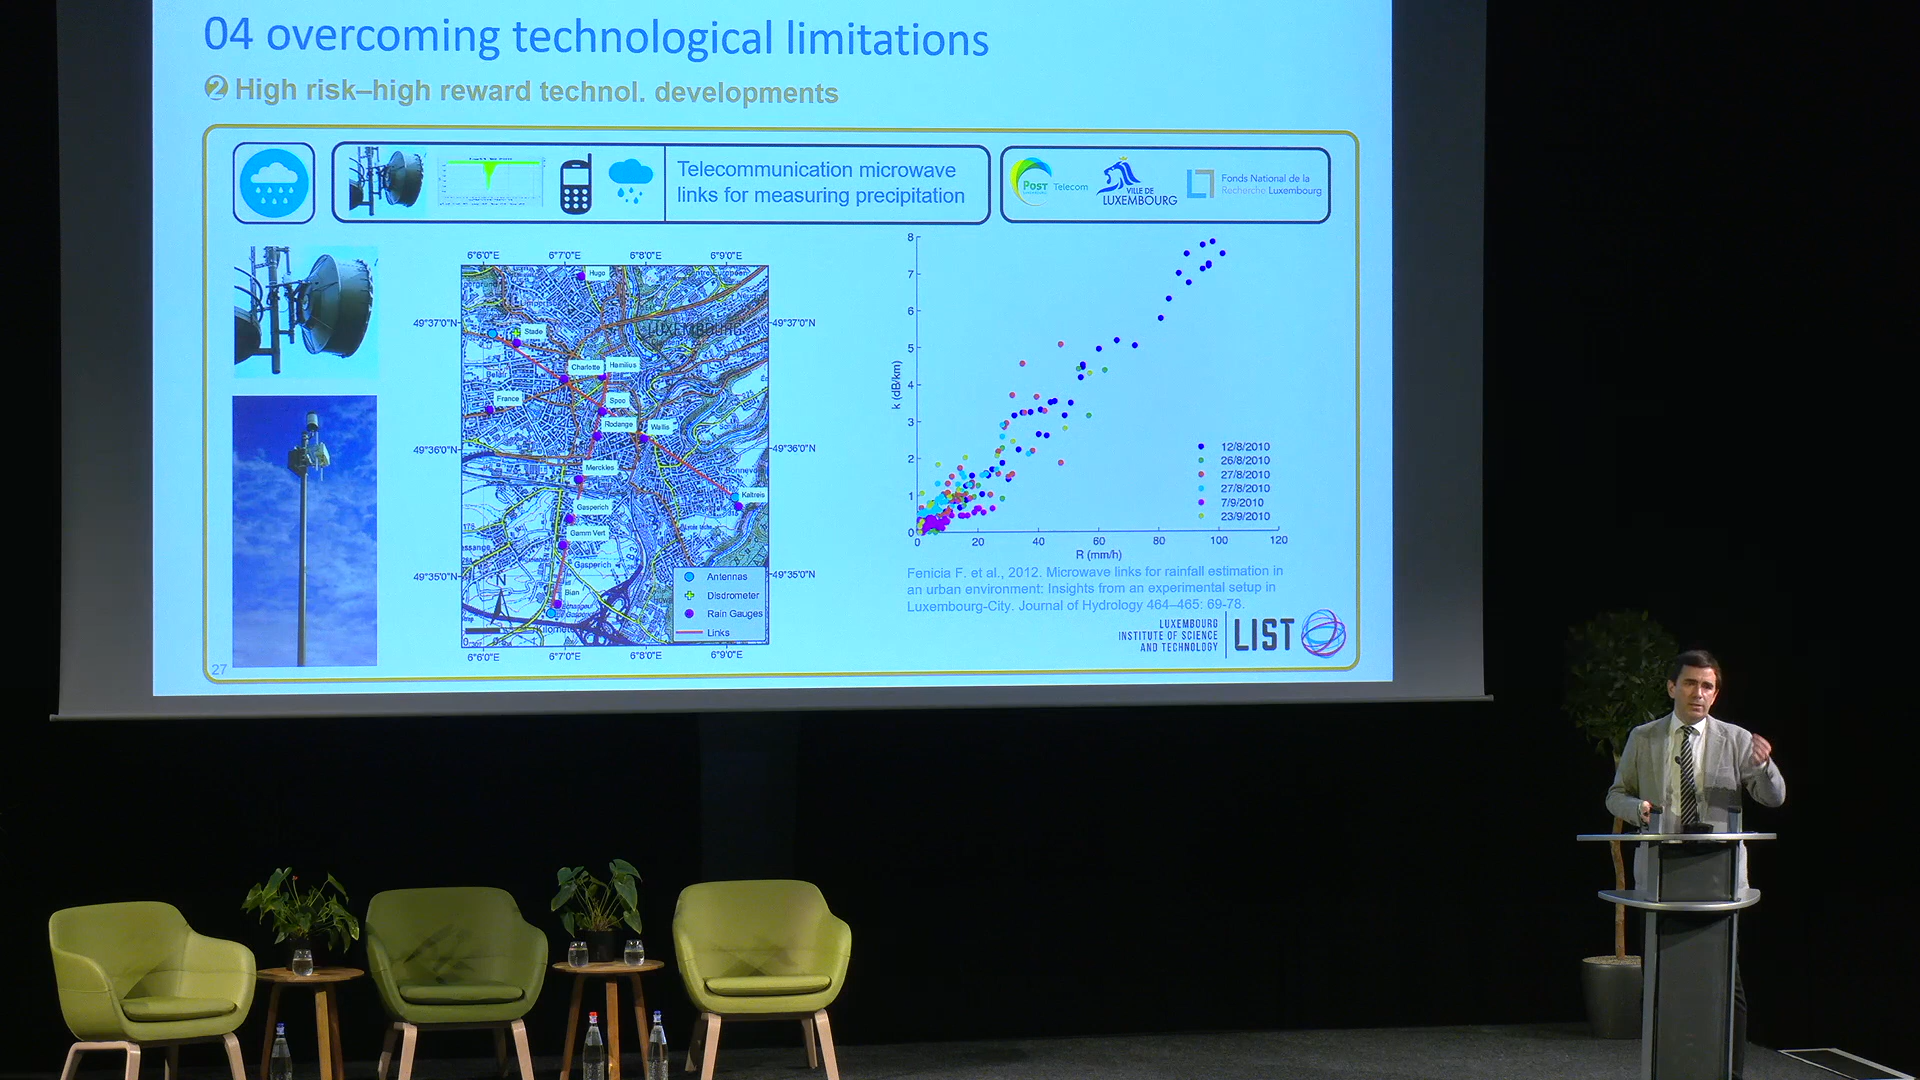 04 overcoming technological limitations
❷ High risk–high reward technol. developments
Telecommunication microwave
links for measuring precipitation
POST Telecom
LUXEMBOURG
VILLE DE
LUXEMBOURG
Fonds National de la
Recherche Luxembourg
6°6'0"E 6°7'0"E 6°8'0"E 6°9'0"E
Hugo
49°37'0"N 49°37'0"N
LUXEMBOURG
Stade
Charlotte Hamilius
Belair
France
Spoo
Rodange Wallis
49°36'0"N 49°36'0"N
Merckles
Bonnevoie
Kaltreis
Gasperich
Gamm Vert
Gasperich
49°35'0"N 49°35'0"N
Bian
N
Antennas
Disdrometer
Rain Gauges
Links
6°6'0"E 6°7'0"E 6°8'0"E 6°9'0"E
k (dB/km)
8
7
6
5
4
3
2
1
0
0 20 40 60 80 100 120
R (mm/h)
12/8/2010
26/8/2010
27/8/2010
27/8/2010
7/9/2010
23/9/2010
Fenicia F. et al., 2012. Microwave links for rainfall estimation in
an urban environment: Insights from an experimental setup in
Luxembourg-City. Journal of Hydrology 464–465: 69-78.
LUXEMBOURG
INSTITUTE OF SCIENCE
AND TECHNOLOGY
LIST
27